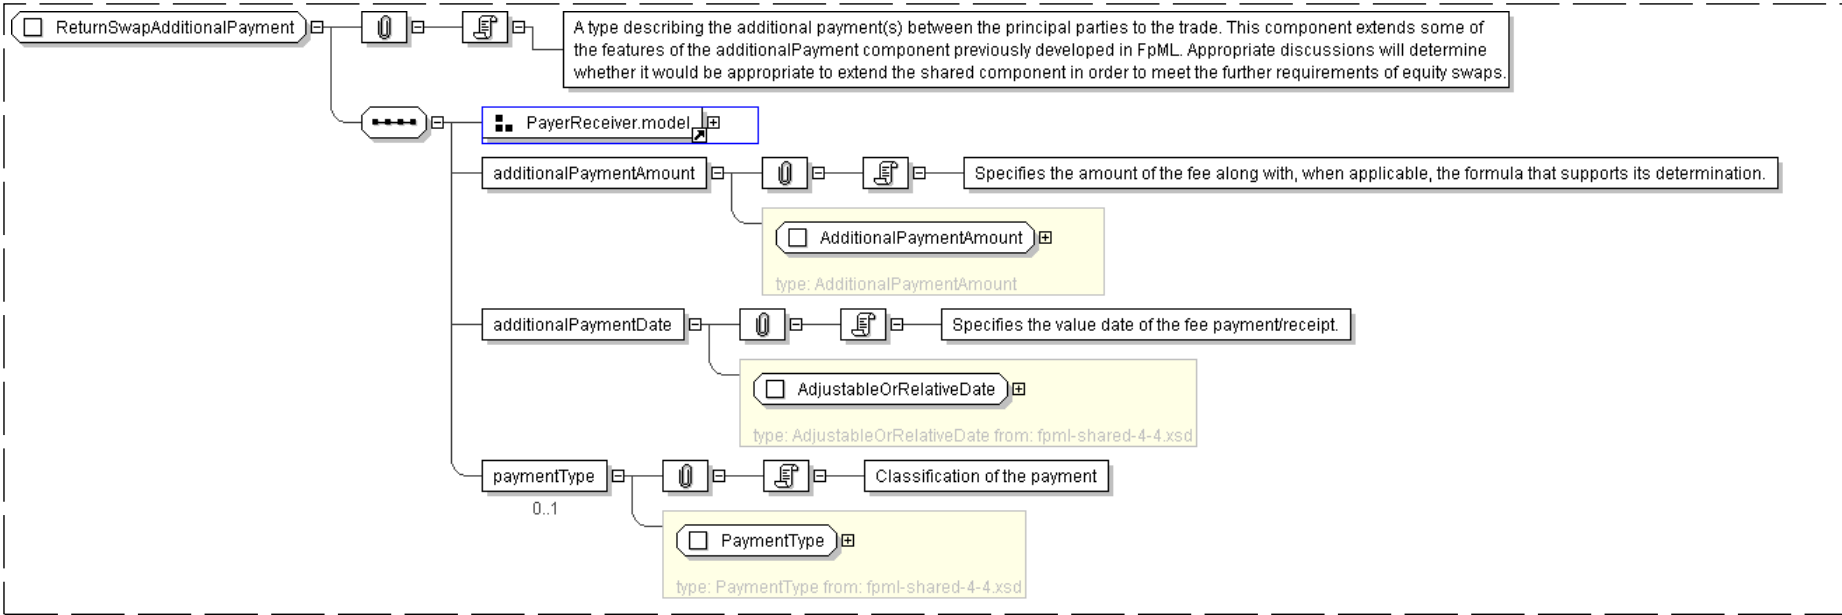 ReturnSwapAdditionalPayment
A type describing the additional payment(s) between the principal parties to the trade. This component extends some of
the features of the additionalPayment component previously developed in FpML. Appropriate discussions will determine
whether it would be appropriate to extend the shared component in order to meet the further requirements of equity swaps.
PayerReceiver.model
additionalPaymentAmount
Specifies the amount of the fee along with, when applicable, the formula that supports its determination.
AdditionalPaymentAmount
type: AdditionalPaymentAmount
additionalPaymentDate
Specifies the value date of the fee payment/receipt.
AdjustableOrRelativeDate
type: AdjustableOrRelativeDate from: fpml-shared-4-4.xsd
paymentType
Classification of the payment
0..1
PaymentType
type: PaymentType from: fpml-shared-4-4.xsd